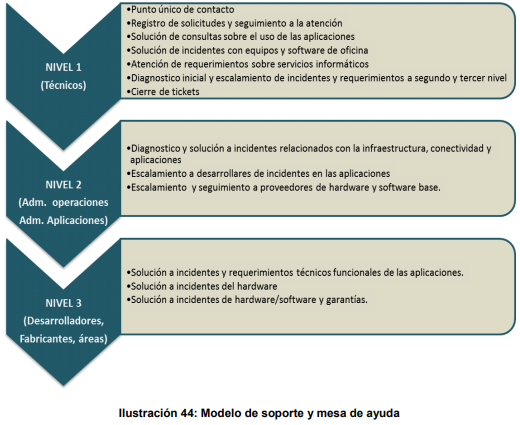 NIVEL 1
(Técnicos)
•Punto único de contacto
•Registro de solicitudes y seguimiento a la atención
•Solución de consultas sobre el uso de las aplicaciones
•Solución de incidentes con equipos y software de oficina
•Atención de requerimientos sobre servicios informáticos
•Diagnostico inicial y escalamiento de incidentes y requerimientos a segundo y tercer nivel
•Cierre de tickets
NIVEL 2
(Adm. operaciones
Adm. Aplicaciones)
•Diagnostico y solución a incidentes relacionados con la infraestructura, conectividad y
aplicaciones
•Escalamiento a desarrollares de incidentes en las aplicaciones
•Escalamiento y seguimiento a proveedores de hardware y software base.
NIVEL 3
(Desarrolladores,
Fabricantes, áreas)
•Solución a incidentes y requerimientos técnicos funcionales de las aplicaciones.
•Solución a incidentes del hardware
•Solución a incidentes de hardware/software y garantías.
Ilustración 44: Modelo de soporte y mesa de ayuda